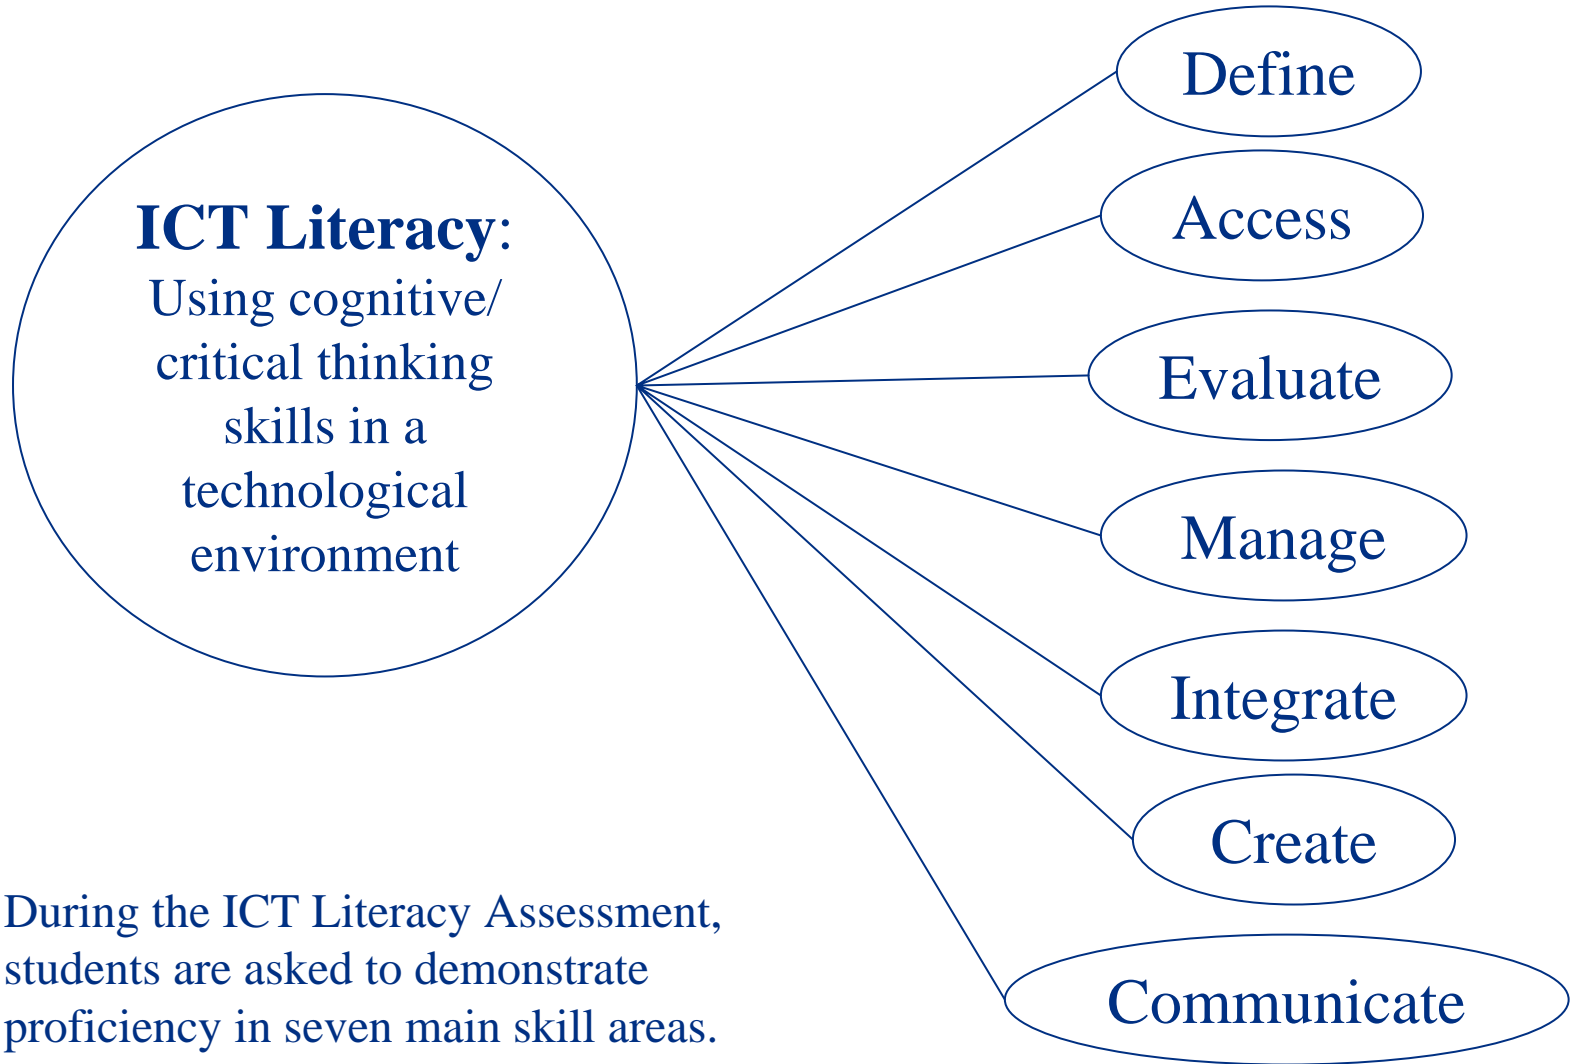 ICT Literacy:
Using cognitive/
critical thinking
skills in a
technological
environment
Define
Access
Evaluate
Manage
Integrate
Create
Communicate
During the ICT Literacy Assessment,
students are asked to demonstrate
proficiency in seven main skill areas.